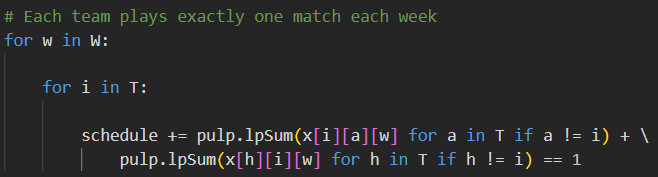 # Each team plays exactly one match each week
for w in W:
for i in T:
schedule += pulp.lpSum(x[i][a][w] for a in T if a != i) + \
pulp.lpSum(x[h][i][w] for h in T if h != i) == 1